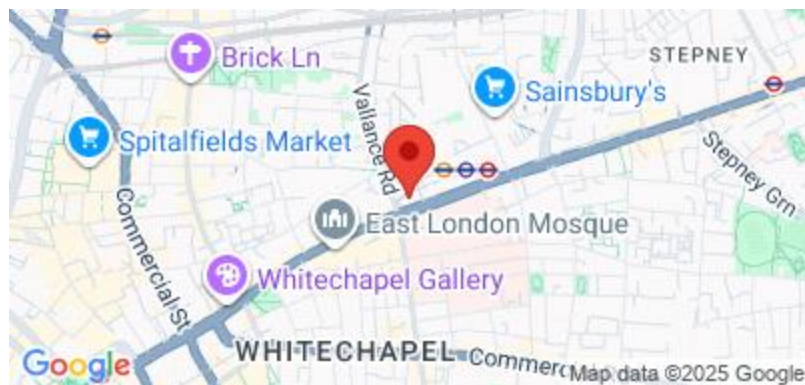 STEPNEY
Brick Ln
Sainsbury's
Vallance Rd
Spitalfields Market
Stepney Grn
East London Mosque
Commercial St
Whitechapel Gallery
WHITECHAPEL
Commerc
Google
Map data ©2025 Google